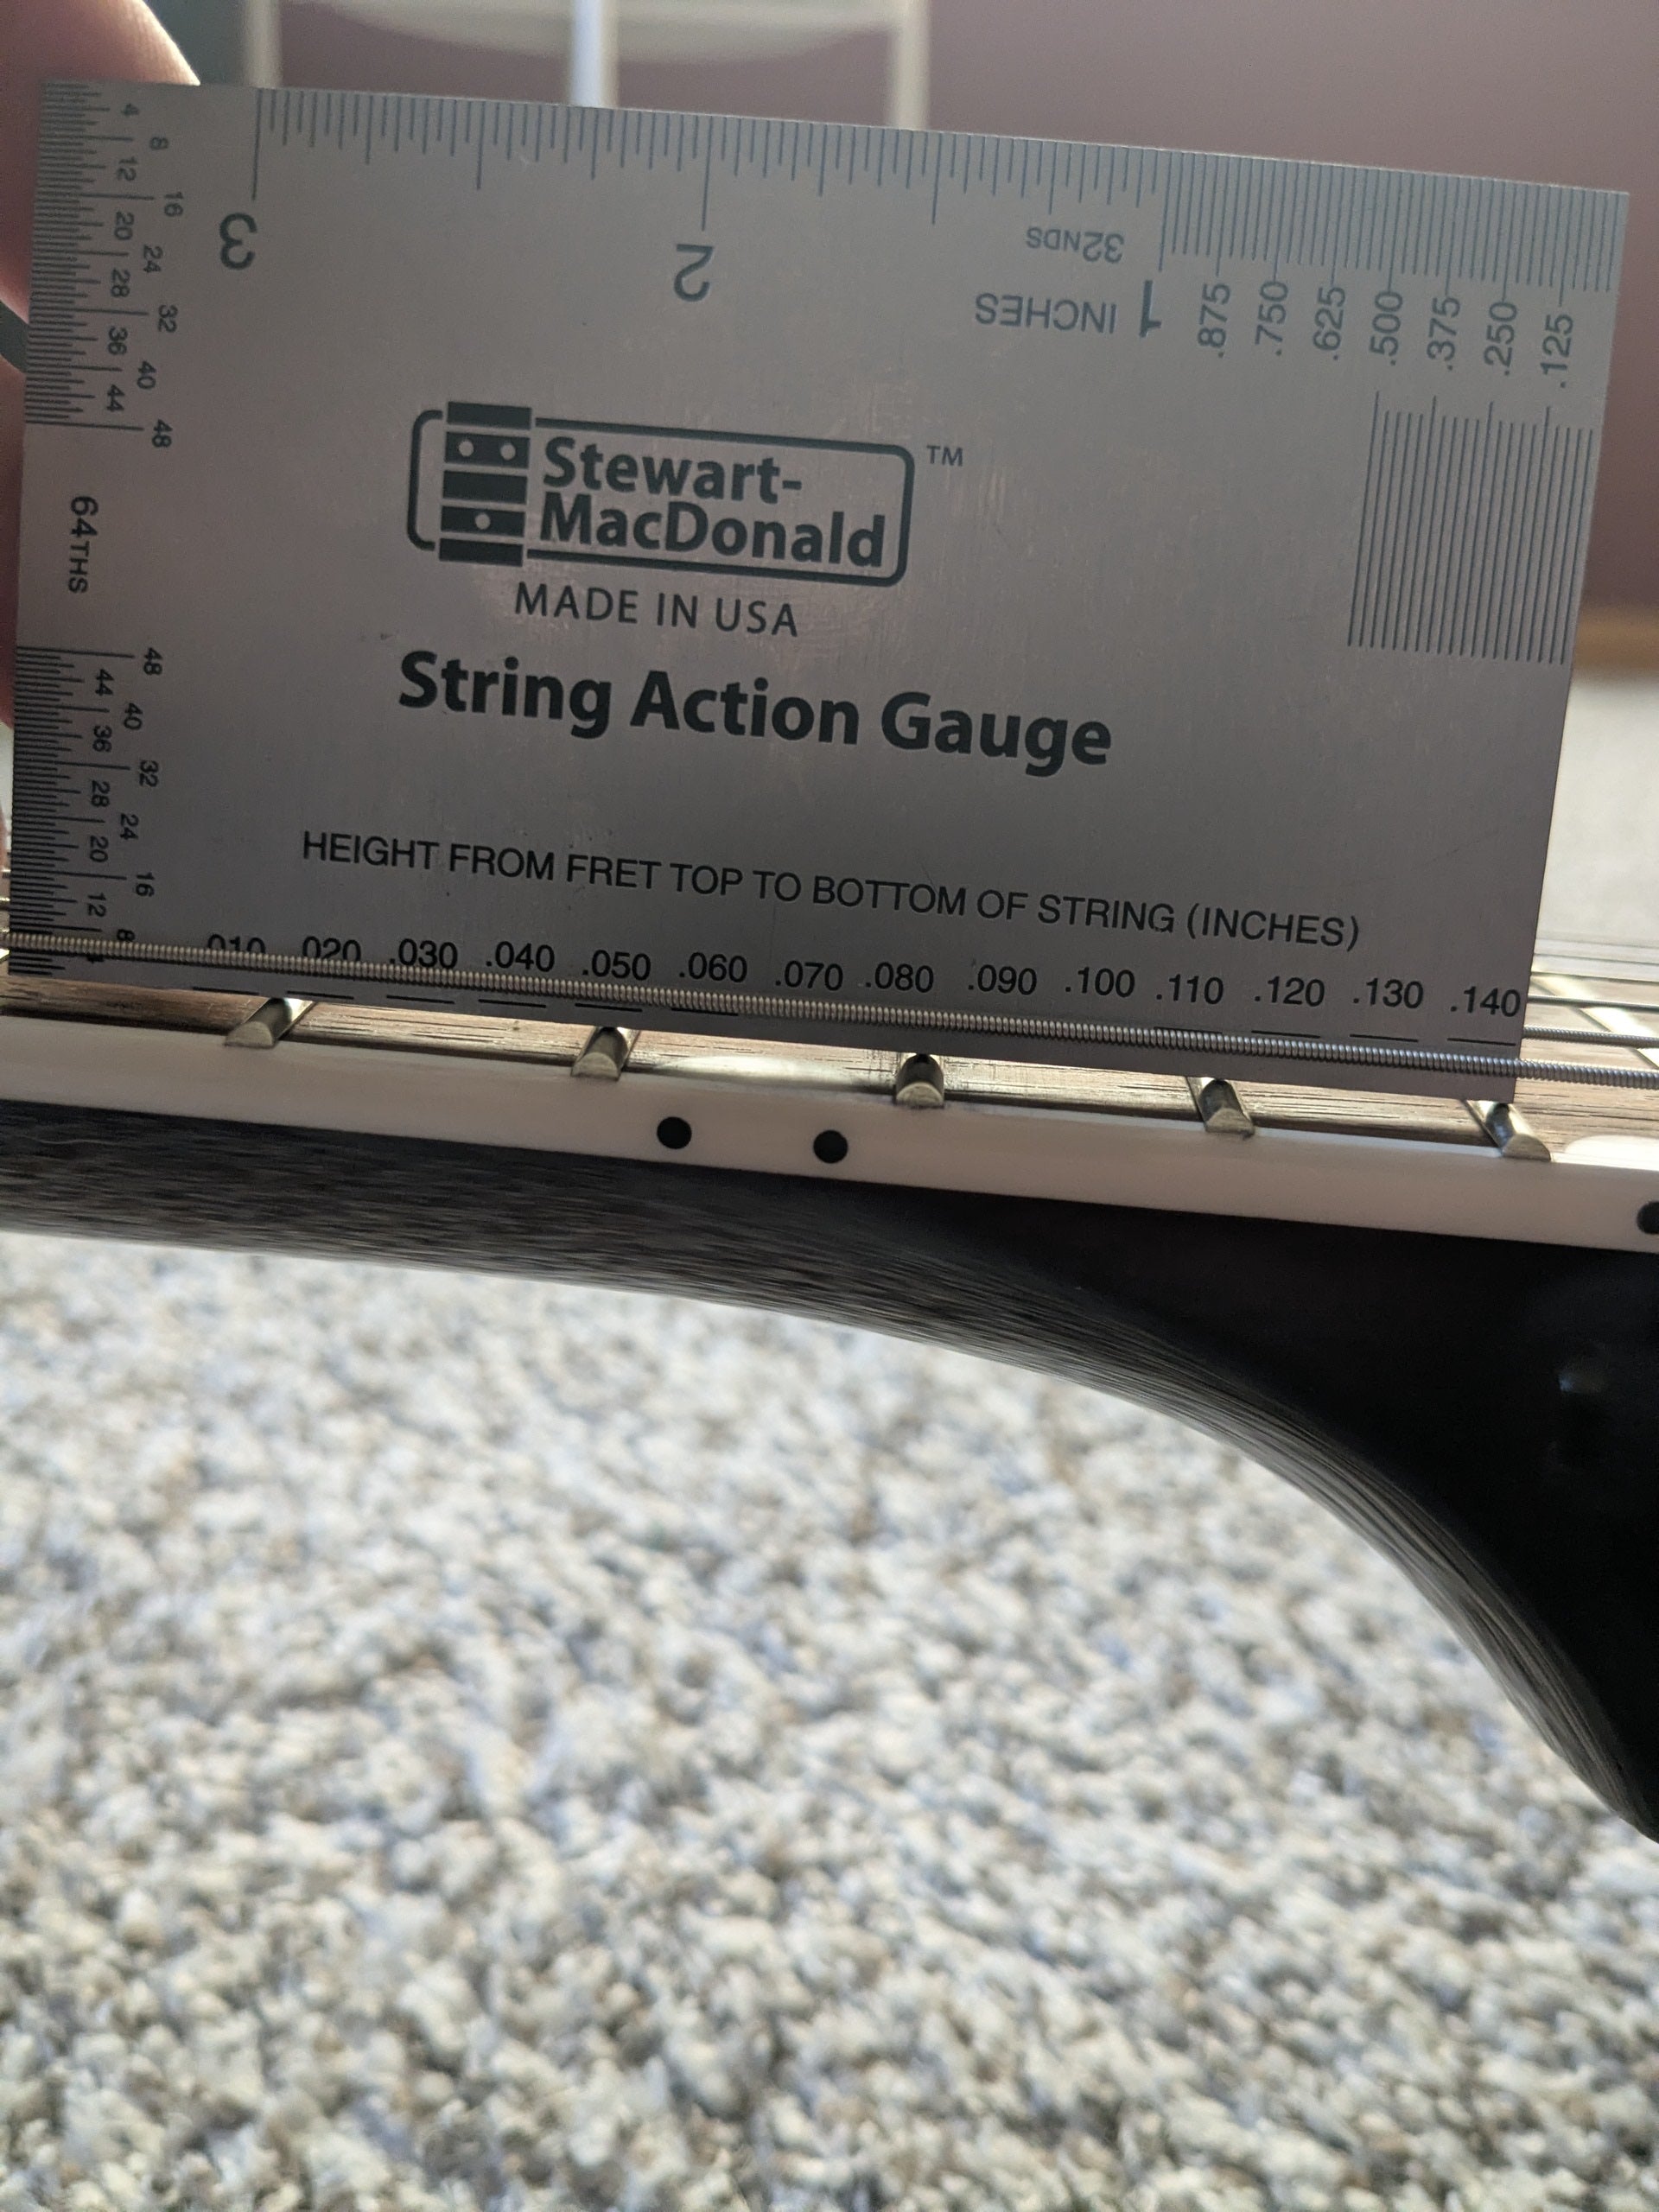 4 12 20 28 36 44
8 16 24 32 40 48
64THS
48 40 32 24 16 8
44 36 28 20 12 4
3
2
1
32NDS
INCHES
.875 .750 .625 .500 .375 .250 .125
Stewart-
MacDonald
TM
MADE IN USA
String Action Gauge
HEIGHT FROM FRET TOP TO BOTTOM OF STRING (INCHES)
.010 .020 .030 .040 .050 .060 .070 .080 .090 .100 .110 .120 .130 .140